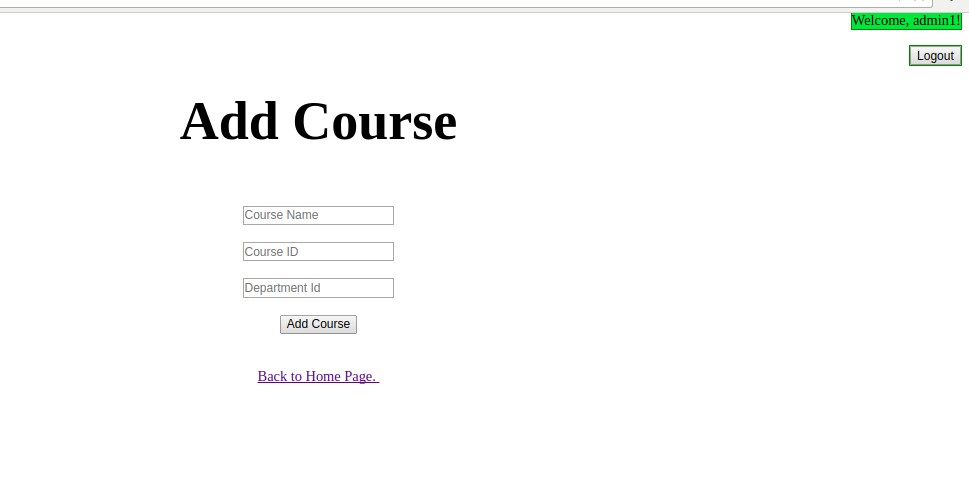 Welcome, admin1!
Logout
Add Course
Course Name
Course ID
Department Id
Add Course
Back to Home Page.